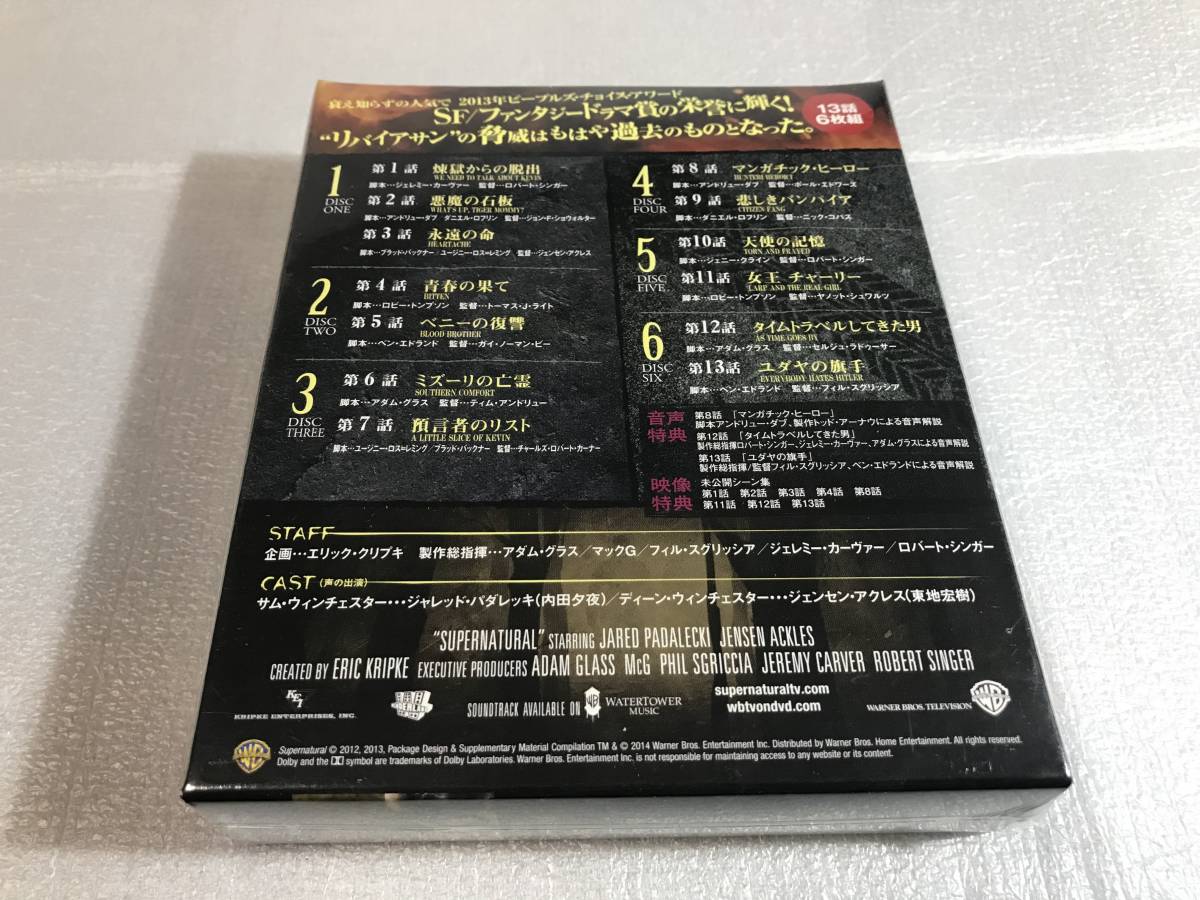 衰え知らずの人気で 2013年ピープルズ・チョイス・アワード
SF/ファンタジードラマ賞の栄誉に輝く!
“リバイアサン”の脅威はもはや過去のものとなった。
13話
6枚組
1
DISC
ONE
第1話 煉獄からの脱出
WE NEED TO TALK ABOUT KEVIN
脚本…ジェレミー・カーヴァー 監督…ロバート・シンガー
第2話 悪魔の石板
WHAT'S UP, TIGER MOMMY?
脚本…アンドリュー・ダブ ダニエル・ロフリン 監督…ジョン・F・ショウォルター
第3話 永遠の命
HEARTACHE
脚本…ブラッド・バックナー/ユージニー・ロス=レミング 監督…ジェンセン・アクレス
2
DISC
TWO
第4話 青春の果て
BITTEN
脚本…ロビー・トンプソン 監督…トーマス・J・ライト
第5話 ベニーの復讐
BLOOD BROTHER
脚本…ベン・エドランド 監督…ガイ・ノーマン・ビー
3
DISC
THREE
第6話 ミズーリの亡霊
SOUTHERN COMFORT
脚本…アダム・グラス 監督…ティム・アンドリュー
第7話 預言者のリスト
A LITTLE SLICE OF KEVIN
脚本…ユージニー・ロス=レミング/ブラッド・バックナー 監督…チャールズ・ロバート・カーナー
4
DISC
FOUR
第8話 マンガチック・ヒーロー
HUNTERI HEROICI
脚本…アンドリュー・ダブ 監督…ポール・エドワーズ
第9話 悲しきバンパイア
CITIZEN FANG
脚本…ダニエル・ロフリン 監督…ニック・コパス
5
DISC
FIVE
第10話 天使の記憶
TORN AND FRAYED
脚本…ジェニー・クライン 監督…ロバート・シンガー
第11話 女王 チャーリー
LARP AND THE REAL GIRL
脚本…ロビー・トンプソン 監督…ヤノット・シュワルツ
6
DISC
SIX
第12話 タイムトラベルしてきた男
AS TIME GOES BY
脚本…アダム・グラス 監督…セルジュ・ラドゥーサー
第13話 ユダヤの旗手
EVERYBODY HATES HITLER
脚本…ベン・エドランド 監督…フィル・スグリッシア
音声
特典
第8話 「マンガチック・ヒーロー」
脚本アンドリュー・ダブ、製作トッド・アーナウによる音声解説
第12話 「タイムトラベルしてきた男」
製作総指揮ロバート・シンガー、ジェレミー・カーヴァー、アダム・グラスによる音声解説
第13話 「ユダヤの旗手」
製作総指揮/監督フィル・スグリッシア、ベン・エドランドによる音声解説
映像
特典
未公開シーン集
第1話 第2話 第3話 第4話 第8話
第11話 第12話 第13話
STAFF
企画…エリック・クリプキ 製作総指揮…アダム・グラス/マックG/フィル・スグリッシア/ジェレミー・カーヴァー/ロバート・シンガー
CAST (声の出演)
サム・ウィンチェスター…ジャレッド・パダレッキ(内田夕夜)/ディーン・ウィンチェスター…ジェンセン・アクレス(東地宏樹)
"SUPERNATURAL" STARRING JARED PADALECKI JENSEN ACKLES
CREATED BY ERIC KRIPKE EXECUTIVE PRODUCERS ADAM GLASS McG PHIL SGRICCIA JEREMY CARVER ROBERT SINGER
KRIPKE ENTERPRISES, INC.
SOUNDTRACK AVAILABLE ON
WATERTOWER
MUSIC
supernaturaltv.com
wbtvondvd.com
WARNER BROS. TELEVISION
Supernatural © 2012, 2013, Package Design & Supplementary Material Compilation TM & © 2014 Warner Bros. Entertainment Inc. Distributed by Warner Bros. Home Entertainment. All rights reserved.
Dolby and the symbol are trademarks of Dolby Laboratories. Warner Bros. Entertainment Inc. is not responsible for maintaining access to any website or its content.